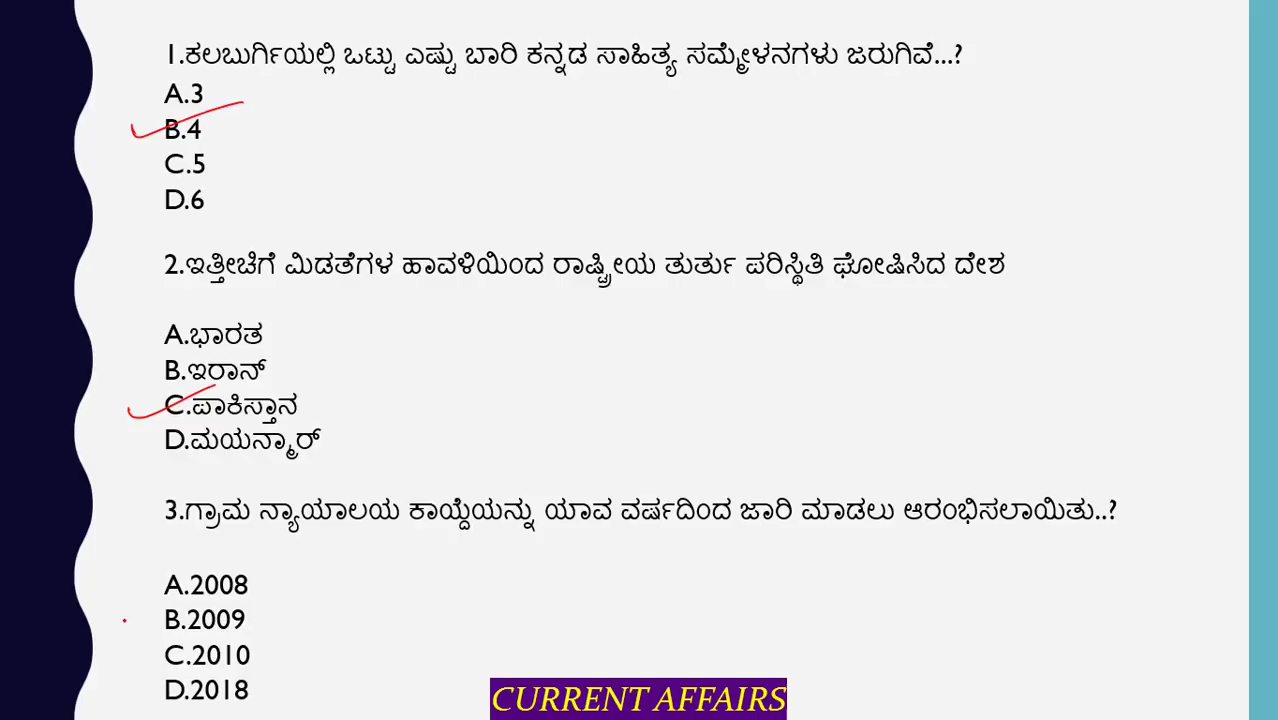 1.ಕಲಬುರ್ಗಿಯಲ್ಲಿ ಒಟ್ಟು ಎಷ್ಟು ಬಾರಿ ಕನ್ನಡ ಸಾಹಿತ್ಯ ಸಮ್ಮೇಳನಗಳು ಜರುಗಿವೆ...?
A.3
B.4
C.5
D.6
2.ಇತ್ತೀಚಿಗೆ ಮಿಡತೆಗಳ ಹಾವಳಿಯಿಂದ ರಾಷ್ಟ್ರೀಯ ತುರ್ತು ಪರಿಸ್ಥಿತಿ ಘೋಷಿಸಿದ ದೇಶ
A.ಭಾರತ
B.ಇರಾನ್
C.ಪಾಕಿಸ್ತಾನ
D.ಮಯನ್ಮಾರ್
3.ಗ್ರಾಮ ನ್ಯಾಯಾಲಯ ಕಾಯ್ದೆಯನ್ನು ಯಾವ ವರ್ಷದಿಂದ ಜಾರಿ ಮಾಡಲು ಆರಂಭಿಸಲಾಯಿತು..?
A.2008
B.2009
C.2010
D.2018
CURRENT AFFAIRS